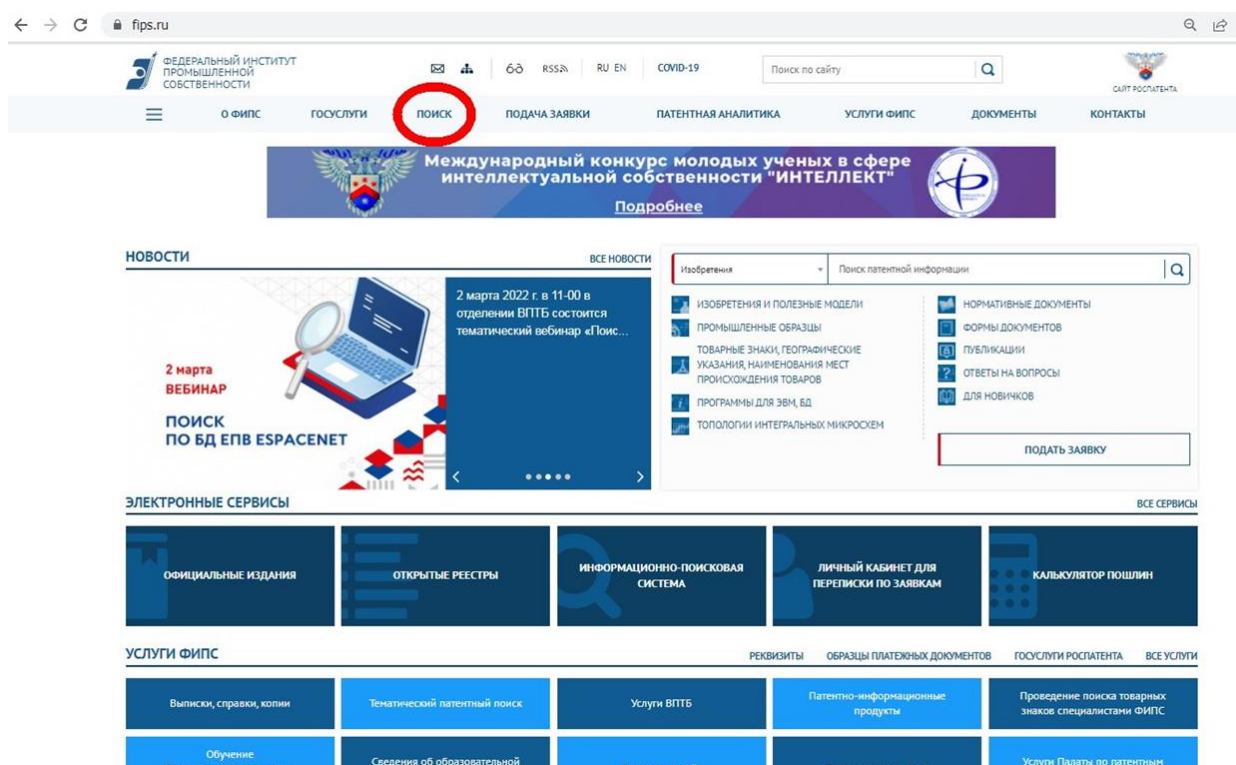 fips.ru
ФЕДЕРАЛЬНЫЙ ИНСТИТУТ
ПРОМЫШЛЕННОЙ
СОБСТВЕННОСТИ
RSS
RU EN
COVID-19
Поиск по сайту
САЙТ РОСПАТЕНТА
О ФИПС
ГОСУСЛУГИ
ПОИСК
ПОДАЧА ЗАЯВКИ
ПАТЕНТНАЯ АНАЛИТИКА
УСЛУГИ ФИПС
ДОКУМЕНТЫ
КОНТАКТЫ
Международный конкурс молодых ученых в сфере
интеллектуальной собственности "ИНТЕЛЛЕКТ"
Подробнее
НОВОСТИ
ВСЕ НОВОСТИ
2 марта
ВЕБИНАР
ПОИСК
ПО БД ЕПВ ESPACENET
2 марта 2022 г. в 11-00 в
отделении ВПТБ состоится
тематический вебинар «Поис...
Изобретения
Поиск патентной информации
ИЗОБРЕТЕНИЯ И ПОЛЕЗНЫЕ МОДЕЛИ
ПРОМЫШЛЕННЫЕ ОБРАЗЦЫ
ТОВАРНЫЕ ЗНАКИ, ГЕОГРАФИЧЕСКИЕ
УКАЗАНИЯ, НАИМЕНОВАНИЯ МЕСТ
ПРОИСХОЖДЕНИЯ ТОВАРОВ
ПРОГРАММЫ ДЛЯ ЭВМ, БД
ТОПОЛОГИИ ИНТЕГРАЛЬНЫХ МИКРОСХЕМ
НОРМАТИВНЫЕ ДОКУМЕНТЫ
ФОРМЫ ДОКУМЕНТОВ
ПУБЛИКАЦИИ
ОТВЕТЫ НА ВОПРОСЫ
ДЛЯ НОВИЧКОВ
ПОДАТЬ ЗАЯВКУ
ЭЛЕКТРОННЫЕ СЕРВИСЫ
ВСЕ СЕРВИСЫ
ОФИЦИАЛЬНЫЕ ИЗДАНИЯ
ОТКРЫТЫЕ РЕЕСТРЫ
ИНФОРМАЦИОННО-ПОИСКОВАЯ
СИСТЕМА
ЛИЧНЫЙ КАБИНЕТ ДЛЯ
ПЕРЕПИСКИ ПО ЗАЯВКАМ
КАЛЬКУЛЯТОР ПОШЛИН
УСЛУГИ ФИПС
РЕКВИЗИТЫ
ОБРАЗЦЫ ПЛАТЕЖНЫХ ДОКУМЕНТОВ
ГОСУСЛУГИ РОСПАТЕНТА
ВСЕ УСЛУГИ
Выписки, справки, копии
Тематический патентный поиск
Услуги ВПТБ
Патентно-информационные
продукты
Проведение поиска товарных
знаков специалистами ФИПС
Обучение
Сведения об образовательной
Услуги Палаты по патентным